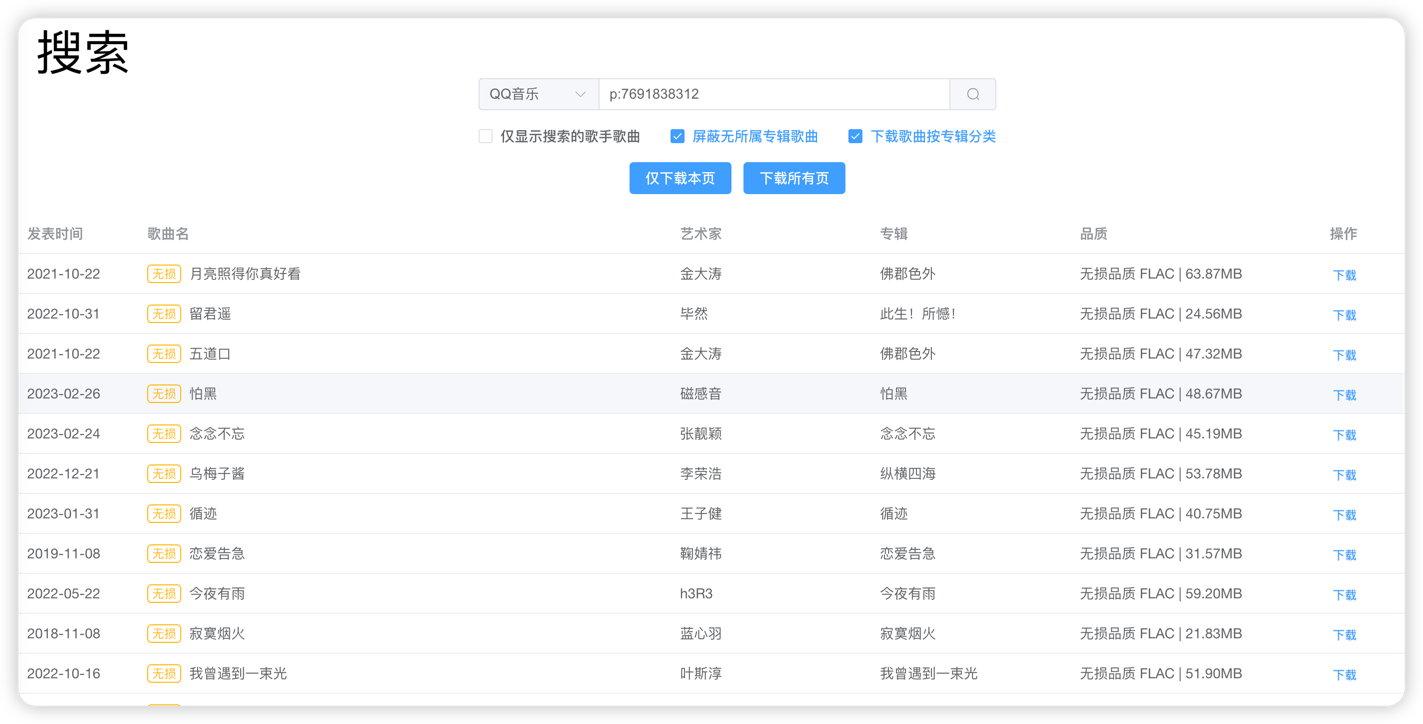 搜索
QQ音乐 p:7691838312
仅显示搜索的歌手歌曲 屏蔽无所属专辑歌曲 下载歌曲按专辑分类
仅下载本页 下载所有页
发表时间 歌曲名 艺术家 专辑 品质 操作
2021-10-22 无损 月亮照得你真好看 金大涛 佛郡色外 无损品质 FLAC | 63.87MB 下载
2022-10-31 无损 留君遥 毕然 此生！所憾！ 无损品质 FLAC | 24.56MB 下载
2021-10-22 无损 五道口 金大涛 佛郡色外 无损品质 FLAC | 47.32MB 下载
2023-02-26 无损 怕黑 磁感音 怕黑 无损品质 FLAC | 48.67MB 下载
2023-02-24 无损 念念不忘 张靓颖 念念不忘 无损品质 FLAC | 45.19MB 下载
2022-12-21 无损 乌梅子酱 李荣浩 纵横四海 无损品质 FLAC | 53.78MB 下载
2023-01-31 无损 循迹 王子健 循迹 无损品质 FLAC | 40.75MB 下载
2019-11-08 无损 恋爱告急 鞠婧祎 恋爱告急 无损品质 FLAC | 31.57MB 下载
2022-05-22 无损 今夜有雨 h3R3 今夜有雨 无损品质 FLAC | 59.20MB 下载
2018-11-08 无损 寂寞烟火 蓝心羽 寂寞烟火 无损品质 FLAC | 21.83MB 下载
2022-10-16 无损 我曾遇到一束光 叶斯淳 我曾遇到一束光 无损品质 FLAC | 51.90MB 下载